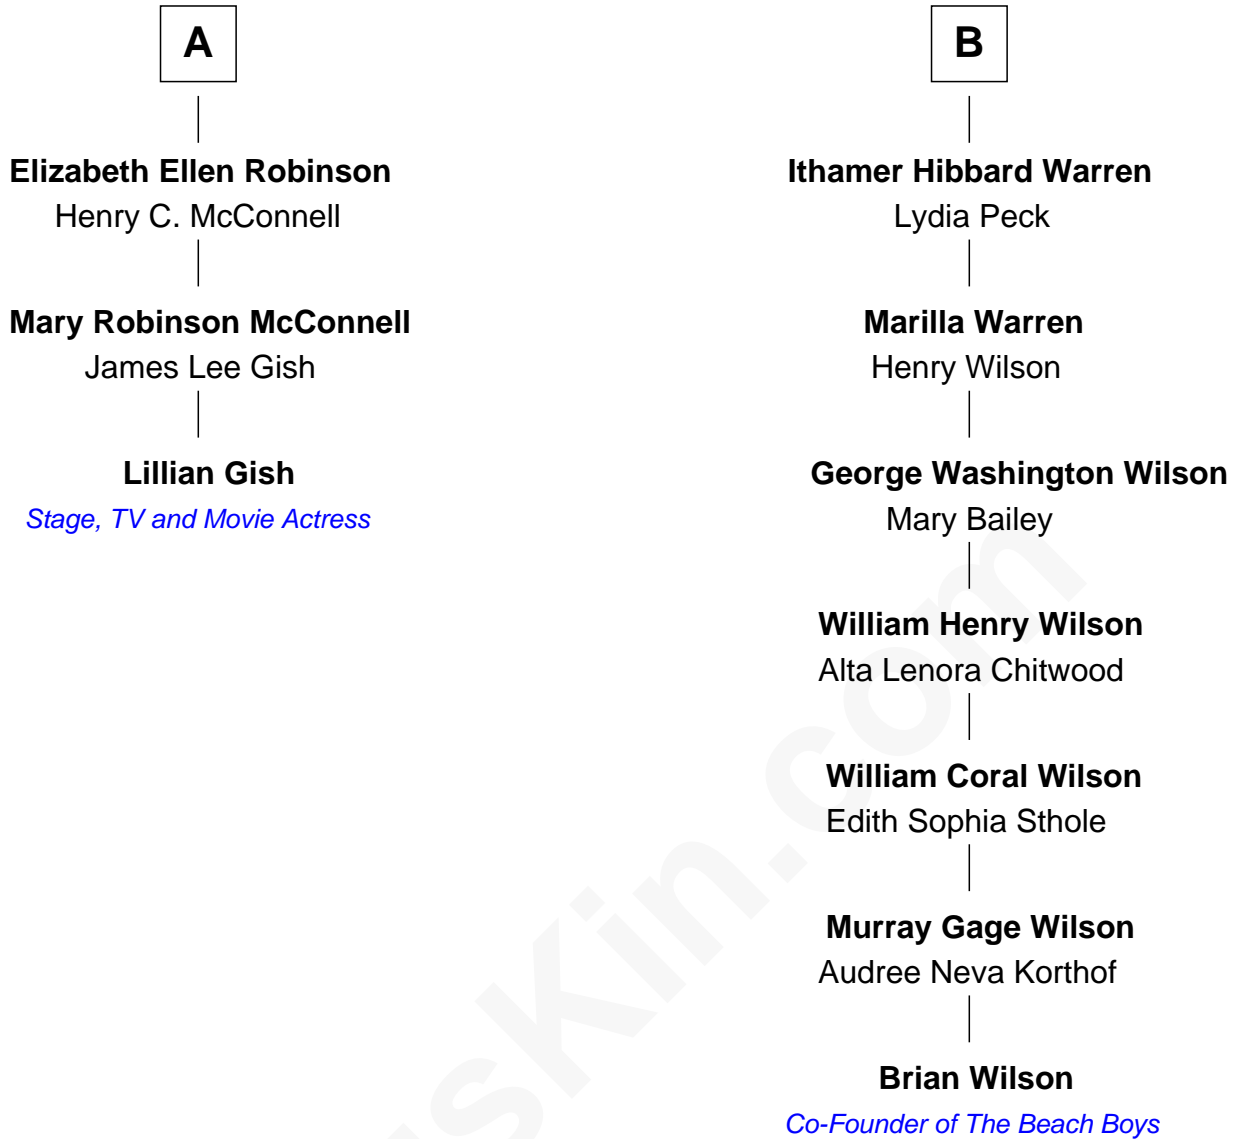 A
Elizabeth Ellen Robinson
Henry C. McConnell
Mary Robinson McConnell
James Lee Gish
Lillian Gish
Stage, TV and Movie Actress
B
Ithamer Hibbard Warren
Lydia Peck
Marilla Warren
Henry Wilson
George Washington Wilson
Mary Bailey
William Henry Wilson
Alta Lenora Chitwood
William Coral Wilson
Edith Sophia Sthole
Murray Gage Wilson
Audree Neva Korthof
Brian Wilson
Co-Founder of The Beach Boys
sKin.com